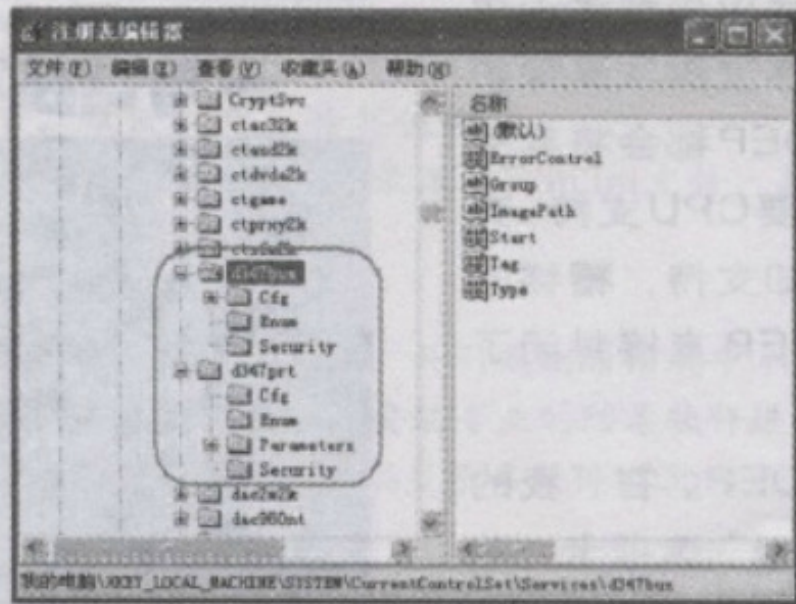 注册表编辑器
文件(F) 编辑(E) 查看(V) 收藏夹(A) 帮助(H)
CryptSvc
ctac32k
ctaud2k
ctdvda2k
ctgame
ctprxy2k
ctsfm2k
d347bus
Cfg
Enum
Security
d347prt
Cfg
Enum
Parameters
Security
dac2w2k
dac960nt
名称
(默认)
ErrorControl
Group
ImagePath
Start
Tag
Type
我的电脑\HKEY_LOCAL_MACHINE\SYSTEM\CurrentControlSet\Services\d347bus